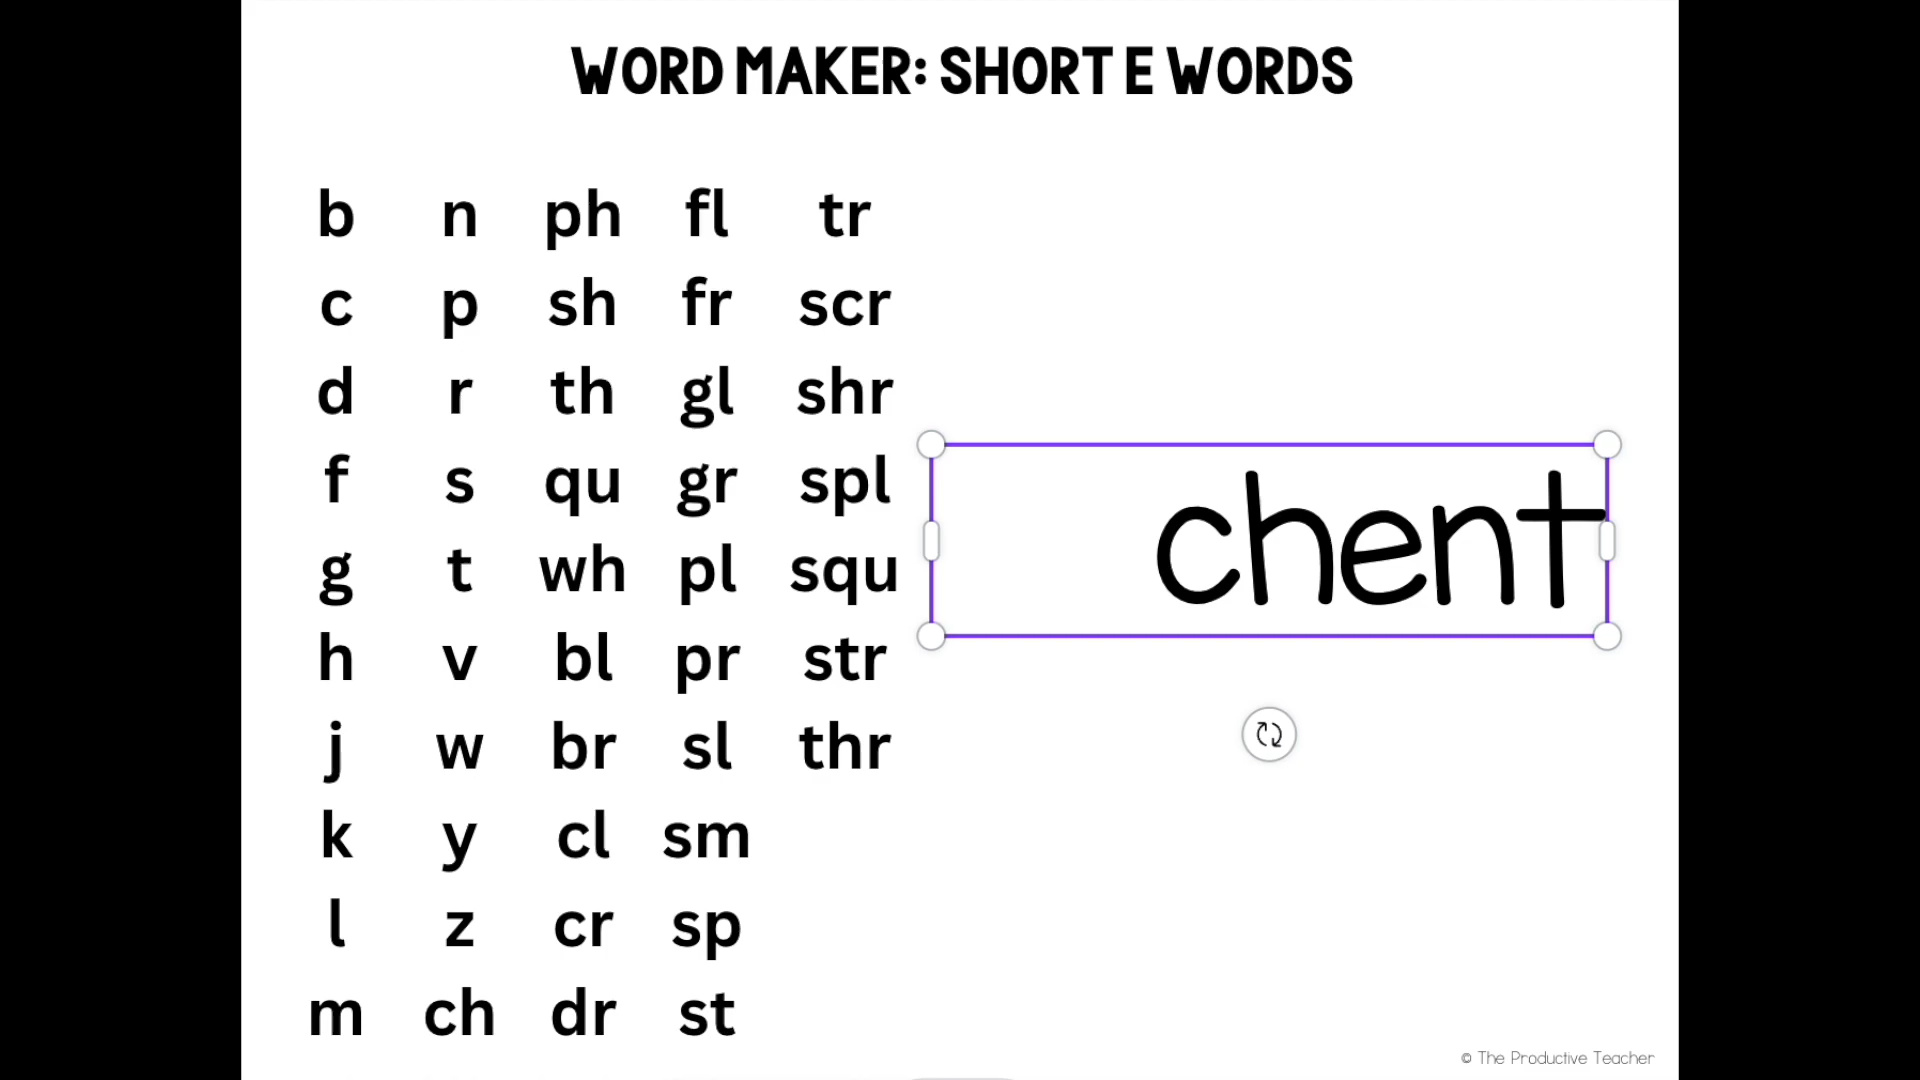 WORD MAKER: SHORT E WORDS
b n ph fl tr
c p sh fr scr
d r th gl shr
f s qu gr spl
g t wh pl squ
h v bl pr str
j w br sl thr
k y cl sm
l z cr sp
m ch dr st
chent
© The Productive Teacher